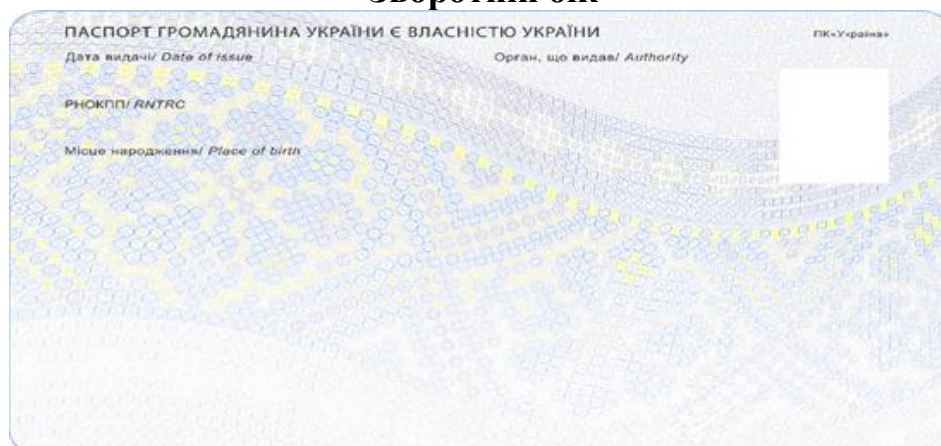 Зворотний бік
ПАСПОРТ ГРОМАДЯНИНА УКРАЇНИ Є ВЛАСНІСТЮ УКРАЇНИ
ПК«Україна»
Дата видачі/ Date of issue
Орган, що видав/ Authority
РНОКПП/ RNTRC
Місце народження/ Place of birth